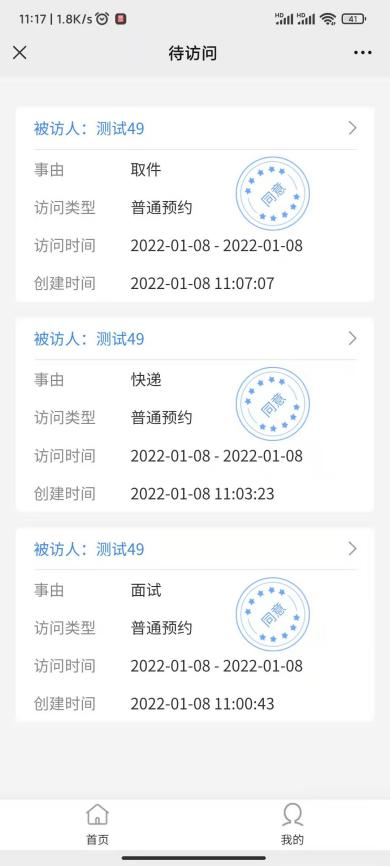 11:17 | 1.8K/s HD HD 41
待访问
被访人：测试49
事由 取件
同意
访问类型 普通预约
访问时间 2022-01-08 - 2022-01-08
创建时间 2022-01-08 11:07:07
被访人：测试49
事由 快递
同意
访问类型 普通预约
访问时间 2022-01-08 - 2022-01-08
创建时间 2022-01-08 11:03:23
被访人：测试49
事由 面试
同意
访问类型 普通预约
访问时间 2022-01-08 - 2022-01-08
创建时间 2022-01-08 11:00:43
首页 我的